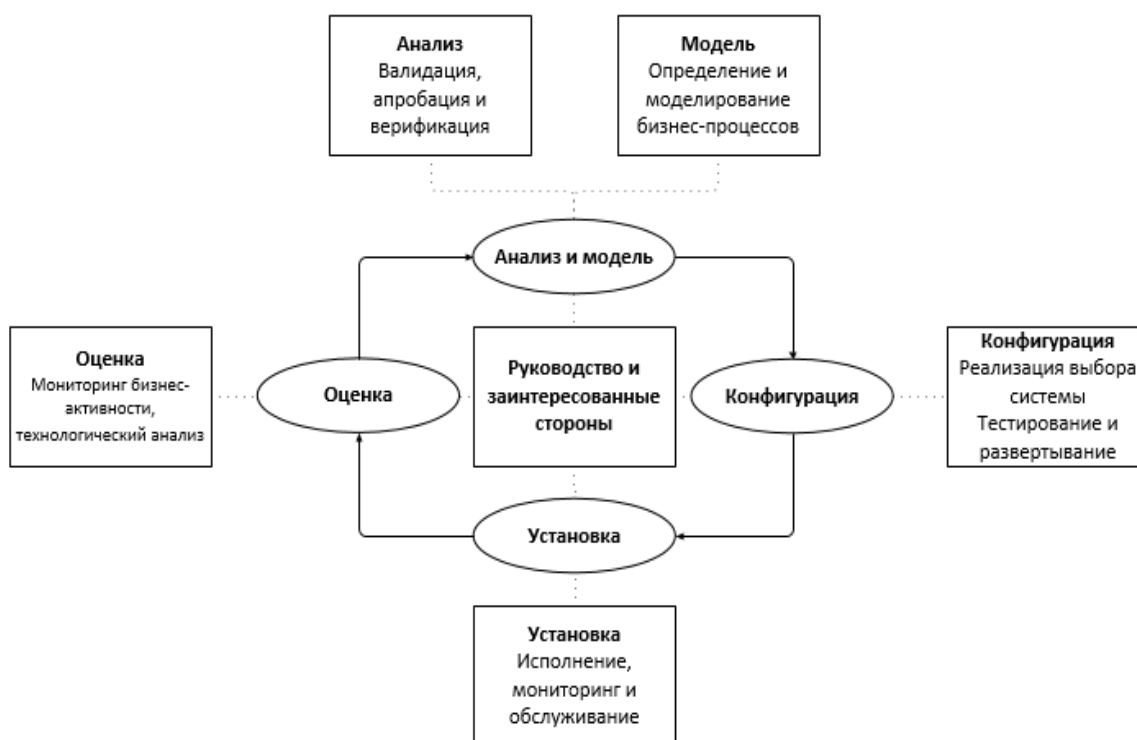 Анализ
Валидация,
апробация и
верификация
Модель
Определение и
моделирование
бизнес-процессов
Анализ и модель
Оценка
Мониторинг бизнес-
активности,
технологический анализ
Оценка
Руководство и
заинтересованные
стороны
Конфигурация
Конфигурация
Реализация выбора
системы
Тестирование и
развертывание
Установка
Установка
Исполнение,
мониторинг и
обслуживание